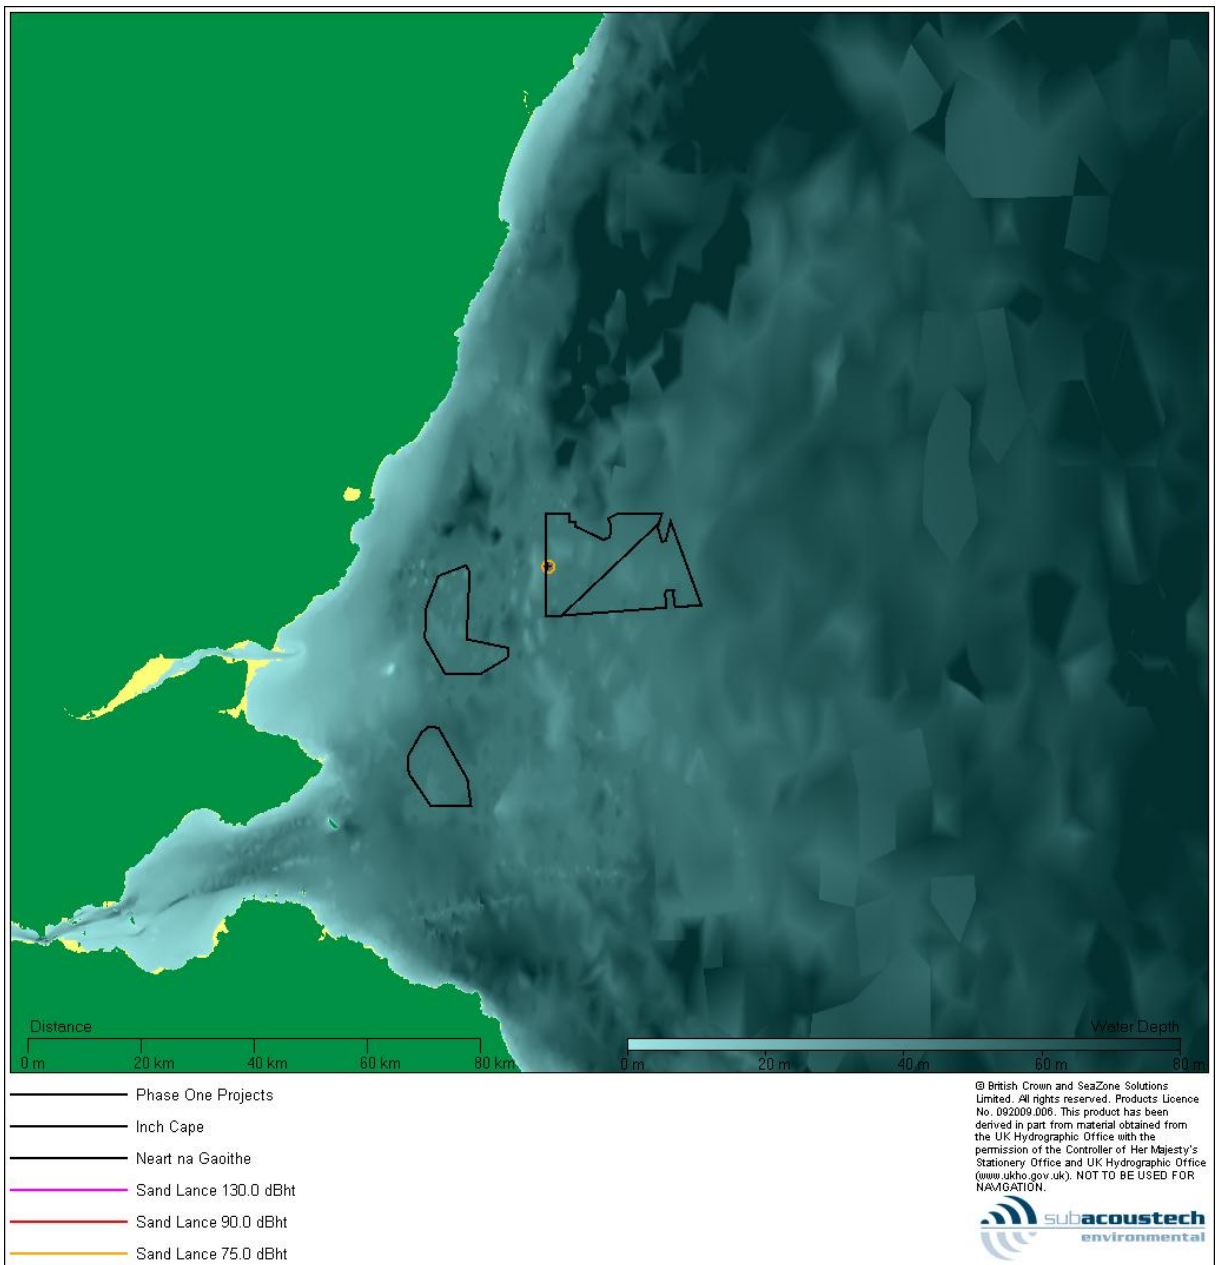 Distance
0 m 20 km 40 km 60 km 80 km
Water Depth
0 m 20 m 40 m 60 m 80 m
Phase One Projects
Inch Cape
Neart na Gaoithe
Sand Lance 130.0 dBht
Sand Lance 90.0 dBht
Sand Lance 75.0 dBht
© British Crown and SeaZone Solutions
Limited. All rights reserved. Products Licence
No. 092009.006. This product has been
derived in part from material obtained from
the UK Hydrographic Office with the
permission of the Controller of Her Majesty's
Stationery Office and UK Hydrographic Office
(www.ukho.gov.uk). NOT TO BE USED FOR
NAVIGATION.
subacoustech
environmental